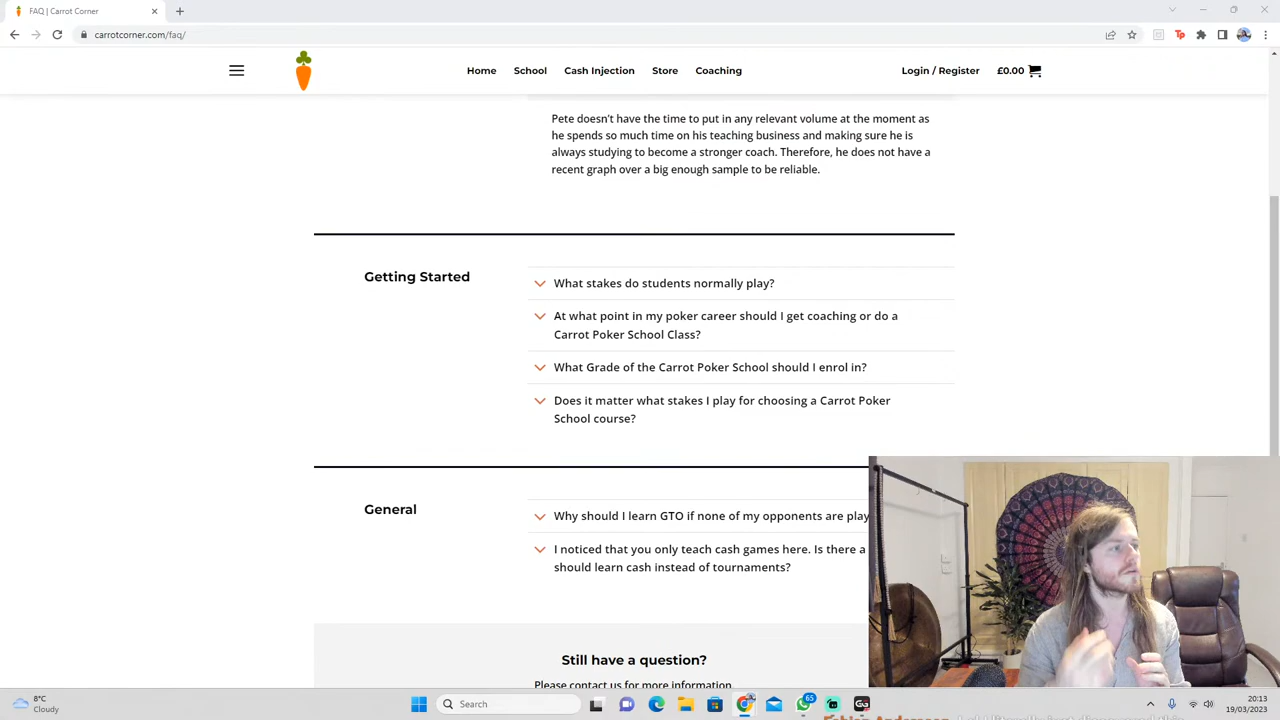 FAQ | Carrot Corner
carrotcorner.com/faq/
Home School Cash Injection Store Coaching Login / Register £0.00
Pete doesn't have the time to put in any relevant volume at the moment as
he spends so much time on his teaching business and making sure he is
always studying to become a stronger coach. Therefore, he does not have a
recent graph over a big enough sample to be reliable.
Getting Started
What stakes do students normally play?
At what point in my poker career should I get coaching or do a
Carrot Poker School Class?
What Grade of the Carrot Poker School should I enrol in?
Does it matter what stakes I play for choosing a Carrot Poker
School course?
General
Why should I learn GTO if none of my opponents are play
I noticed that you only teach cash games here. Is there a
should learn cash instead of tournaments?
Still have a question?
Please contact us for more information
8°C
Cloudy
Search
65
20:13
19/03/2023